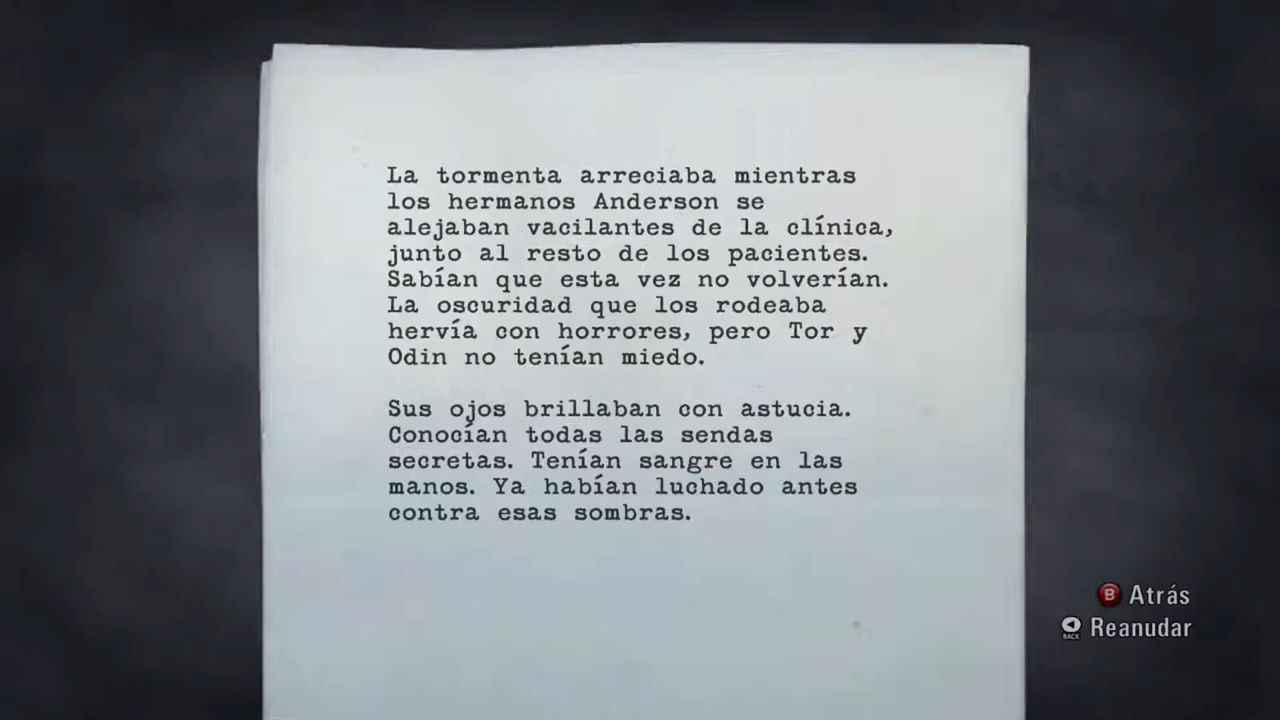 La tormenta arreciaba mientras
los hermanos Anderson se
alejaban vacilantes de la clínica,
junto al resto de los pacientes.
Sabían que esta vez no volverían.
La oscuridad que los rodeaba
hervía con horrores, pero Tor y
Odin no tenían miedo.
Sus ojos brillaban con astucia.
Conocían todas las sendas
secretas. Tenían sangre en las
manos. Ya habían luchado antes
contra esas sombras.
B Atrás
BACK Reanudar